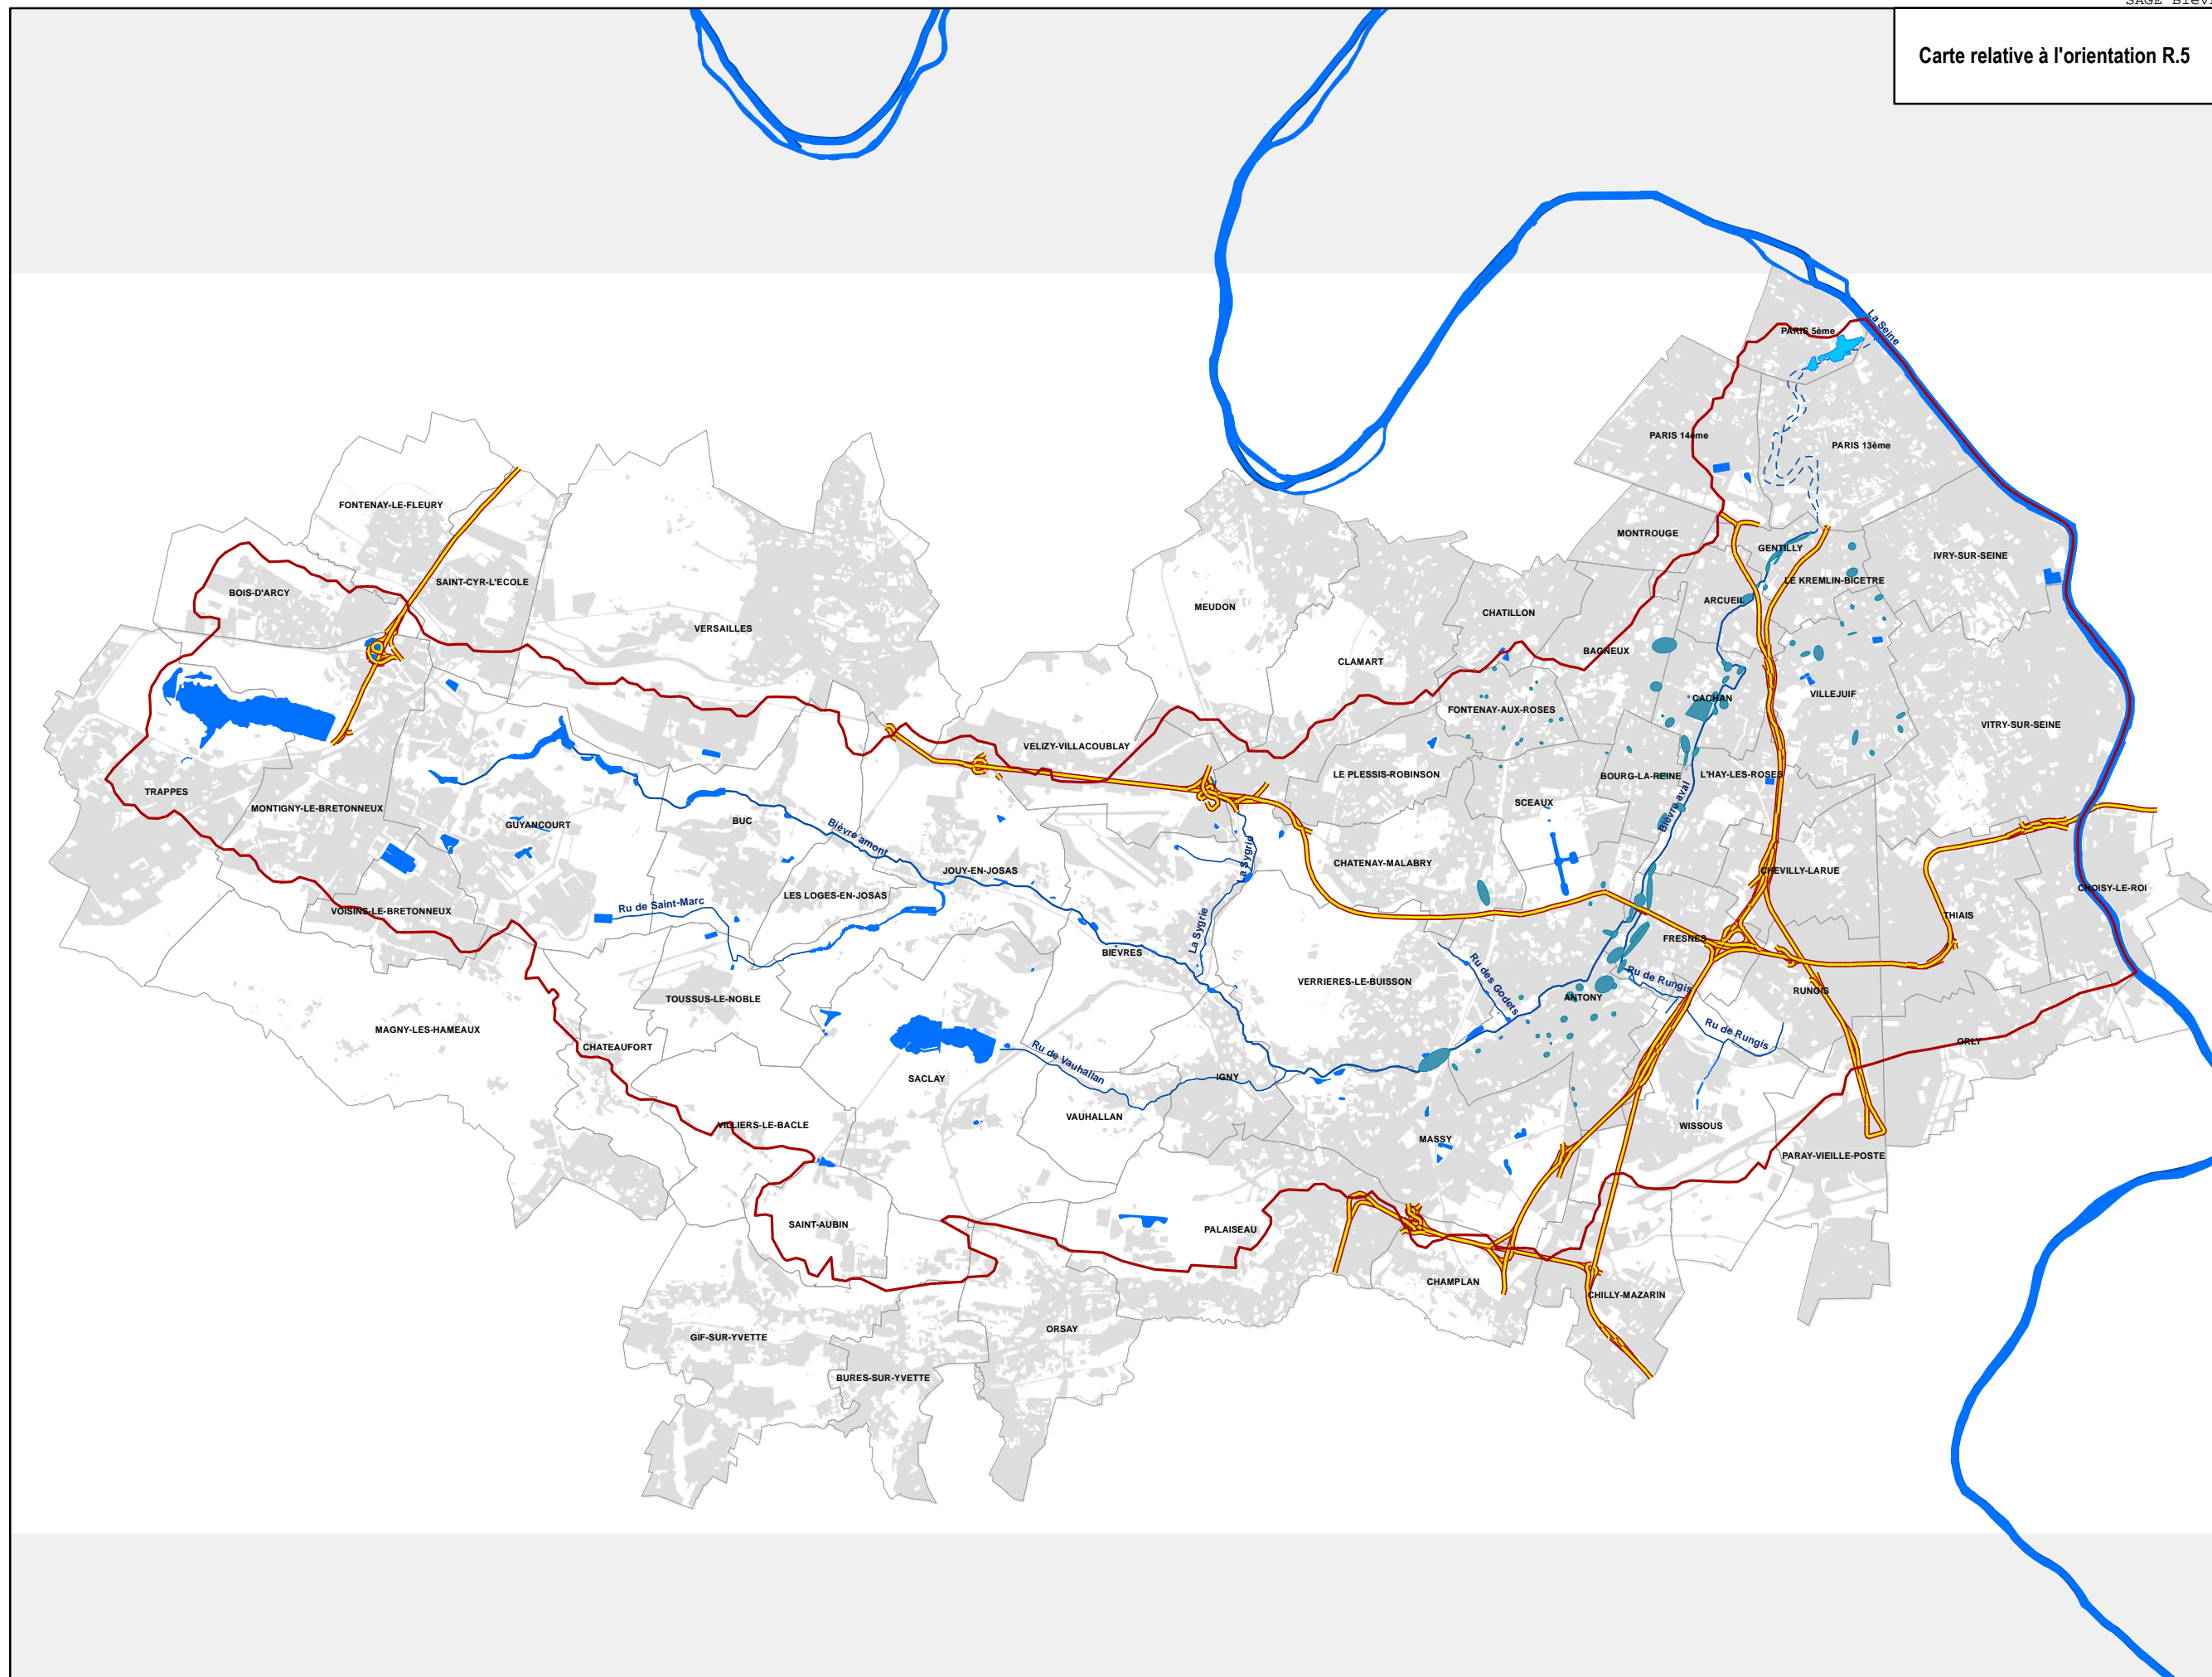 SAGE Bièv
Carte relative à l'orientation R.5
La Seine
PARIS 5ème
PARIS 14ème
PARIS 13ème
FONTENAY-LE-FLEURY
MONTROUGE
GENTILLY
IVRY-SUR-SEINE
SAINT-CYR-L'ECOLE
LE KREMLIN-BICETRE
BOIS-D'ARCY
ARCUEIL
MEUDON
CHATILLON
VERSAILLES
BAGNEUX
CLAMART
VILLEJUIF
CACHAN
FONTENAY-AUX-ROSES
VITRY-SUR-SEINE
VELIZY-VILLACOUBLAY
LE PLESSIS-ROBINSON
BOURG-LA-REINE
L'HAY-LES-ROSES
TRAPPES
SCEAUX
MONTIGNY-LE-BRETONNEUX
Bièvre aval
BUC
GUYANCOURT
Bièvre amont
La Sygrie
CHATENAY-MALABRY
JOUY-EN-JOSAS
CHEVILLY-LARUE
CHOISY-LE-ROI
LES LOGES-EN-JOSAS
Ru de Saint-Marc
VOISINS-LE-BRETONNEUX
THIAIS
La Sygrie
FRESNES
BIEVRES
VERRIERES-LE-BUISSON
Ru des Godets
Ru de Rungis
RUNGIS
TOUSSUS-LE-NOBLE
ANTONY
MAGNY-LES-HAMEAUX
Ru de Rungis
ORLY
CHATEAUFORT
Ru de Vauhallan
SACLAY
IGNY
VAUHALLAN
VILLIERS-LE-BACLE
WISSOUS
MASSY
PARAY-VIEILLE-POSTE
SAINT-AUBIN
PALAISEAU
CHAMPLAN
CHILLY-MAZARIN
ORSAY
GIF-SUR-YVETTE
BURES-SUR-YVETTE